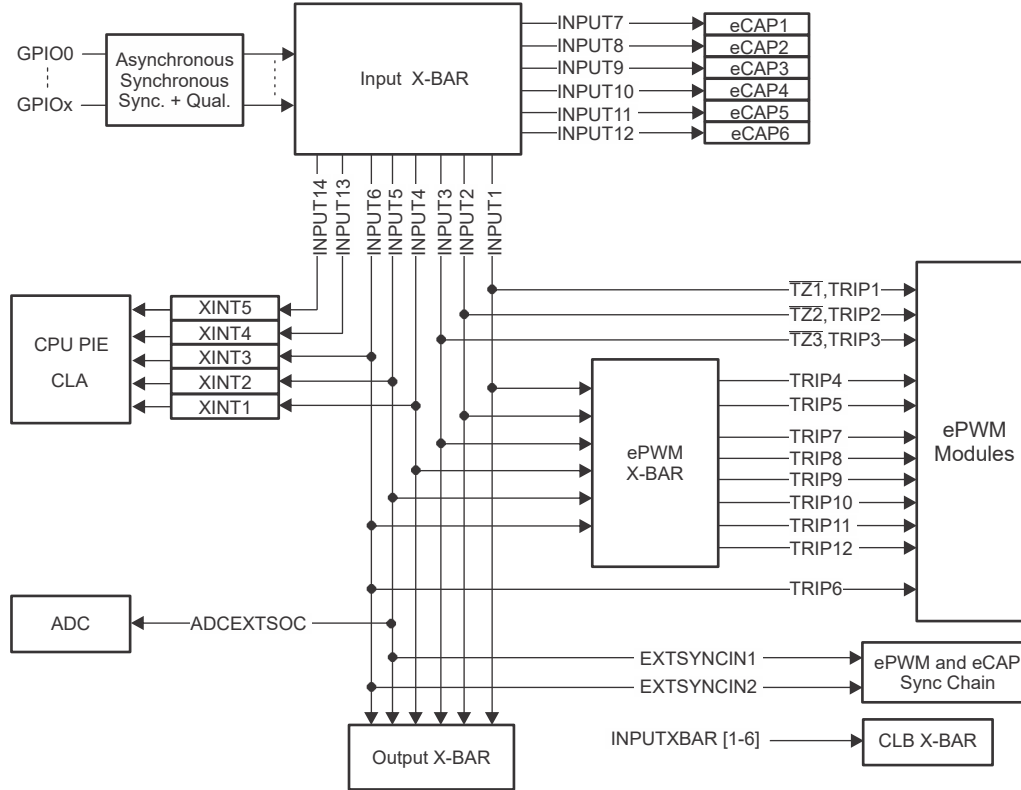 GPIO0
GPIOx
Asynchronous
Synchronous
Sync. + Qual.
Input X-BAR
INPUT7
INPUT8
INPUT9
INPUT10
INPUT11
INPUT12
eCAP1
eCAP2
eCAP3
eCAP4
eCAP5
eCAP6
INPUT14
INPUT13
INPUT6
INPUT5
INPUT4
INPUT3
INPUT2
INPUT1
CPU PIE
CLA
XINT5
XINT4
XINT3
XINT2
XINT1
TZ1,TRIP1
TZ2,TRIP2
TZ3,TRIP3
ePWM
X-BAR
TRIP4
TRIP5
TRIP7
TRIP8
TRIP9
TRIP10
TRIP11
TRIP12
TRIP6
ePWM
Modules
ADC
ADCEXTSOC
EXTSYNCIN1
EXTSYNCIN2
ePWM and eCAP
Sync Chain
Output X-BAR
INPUTXBAR [1-6]
CLB X-BAR